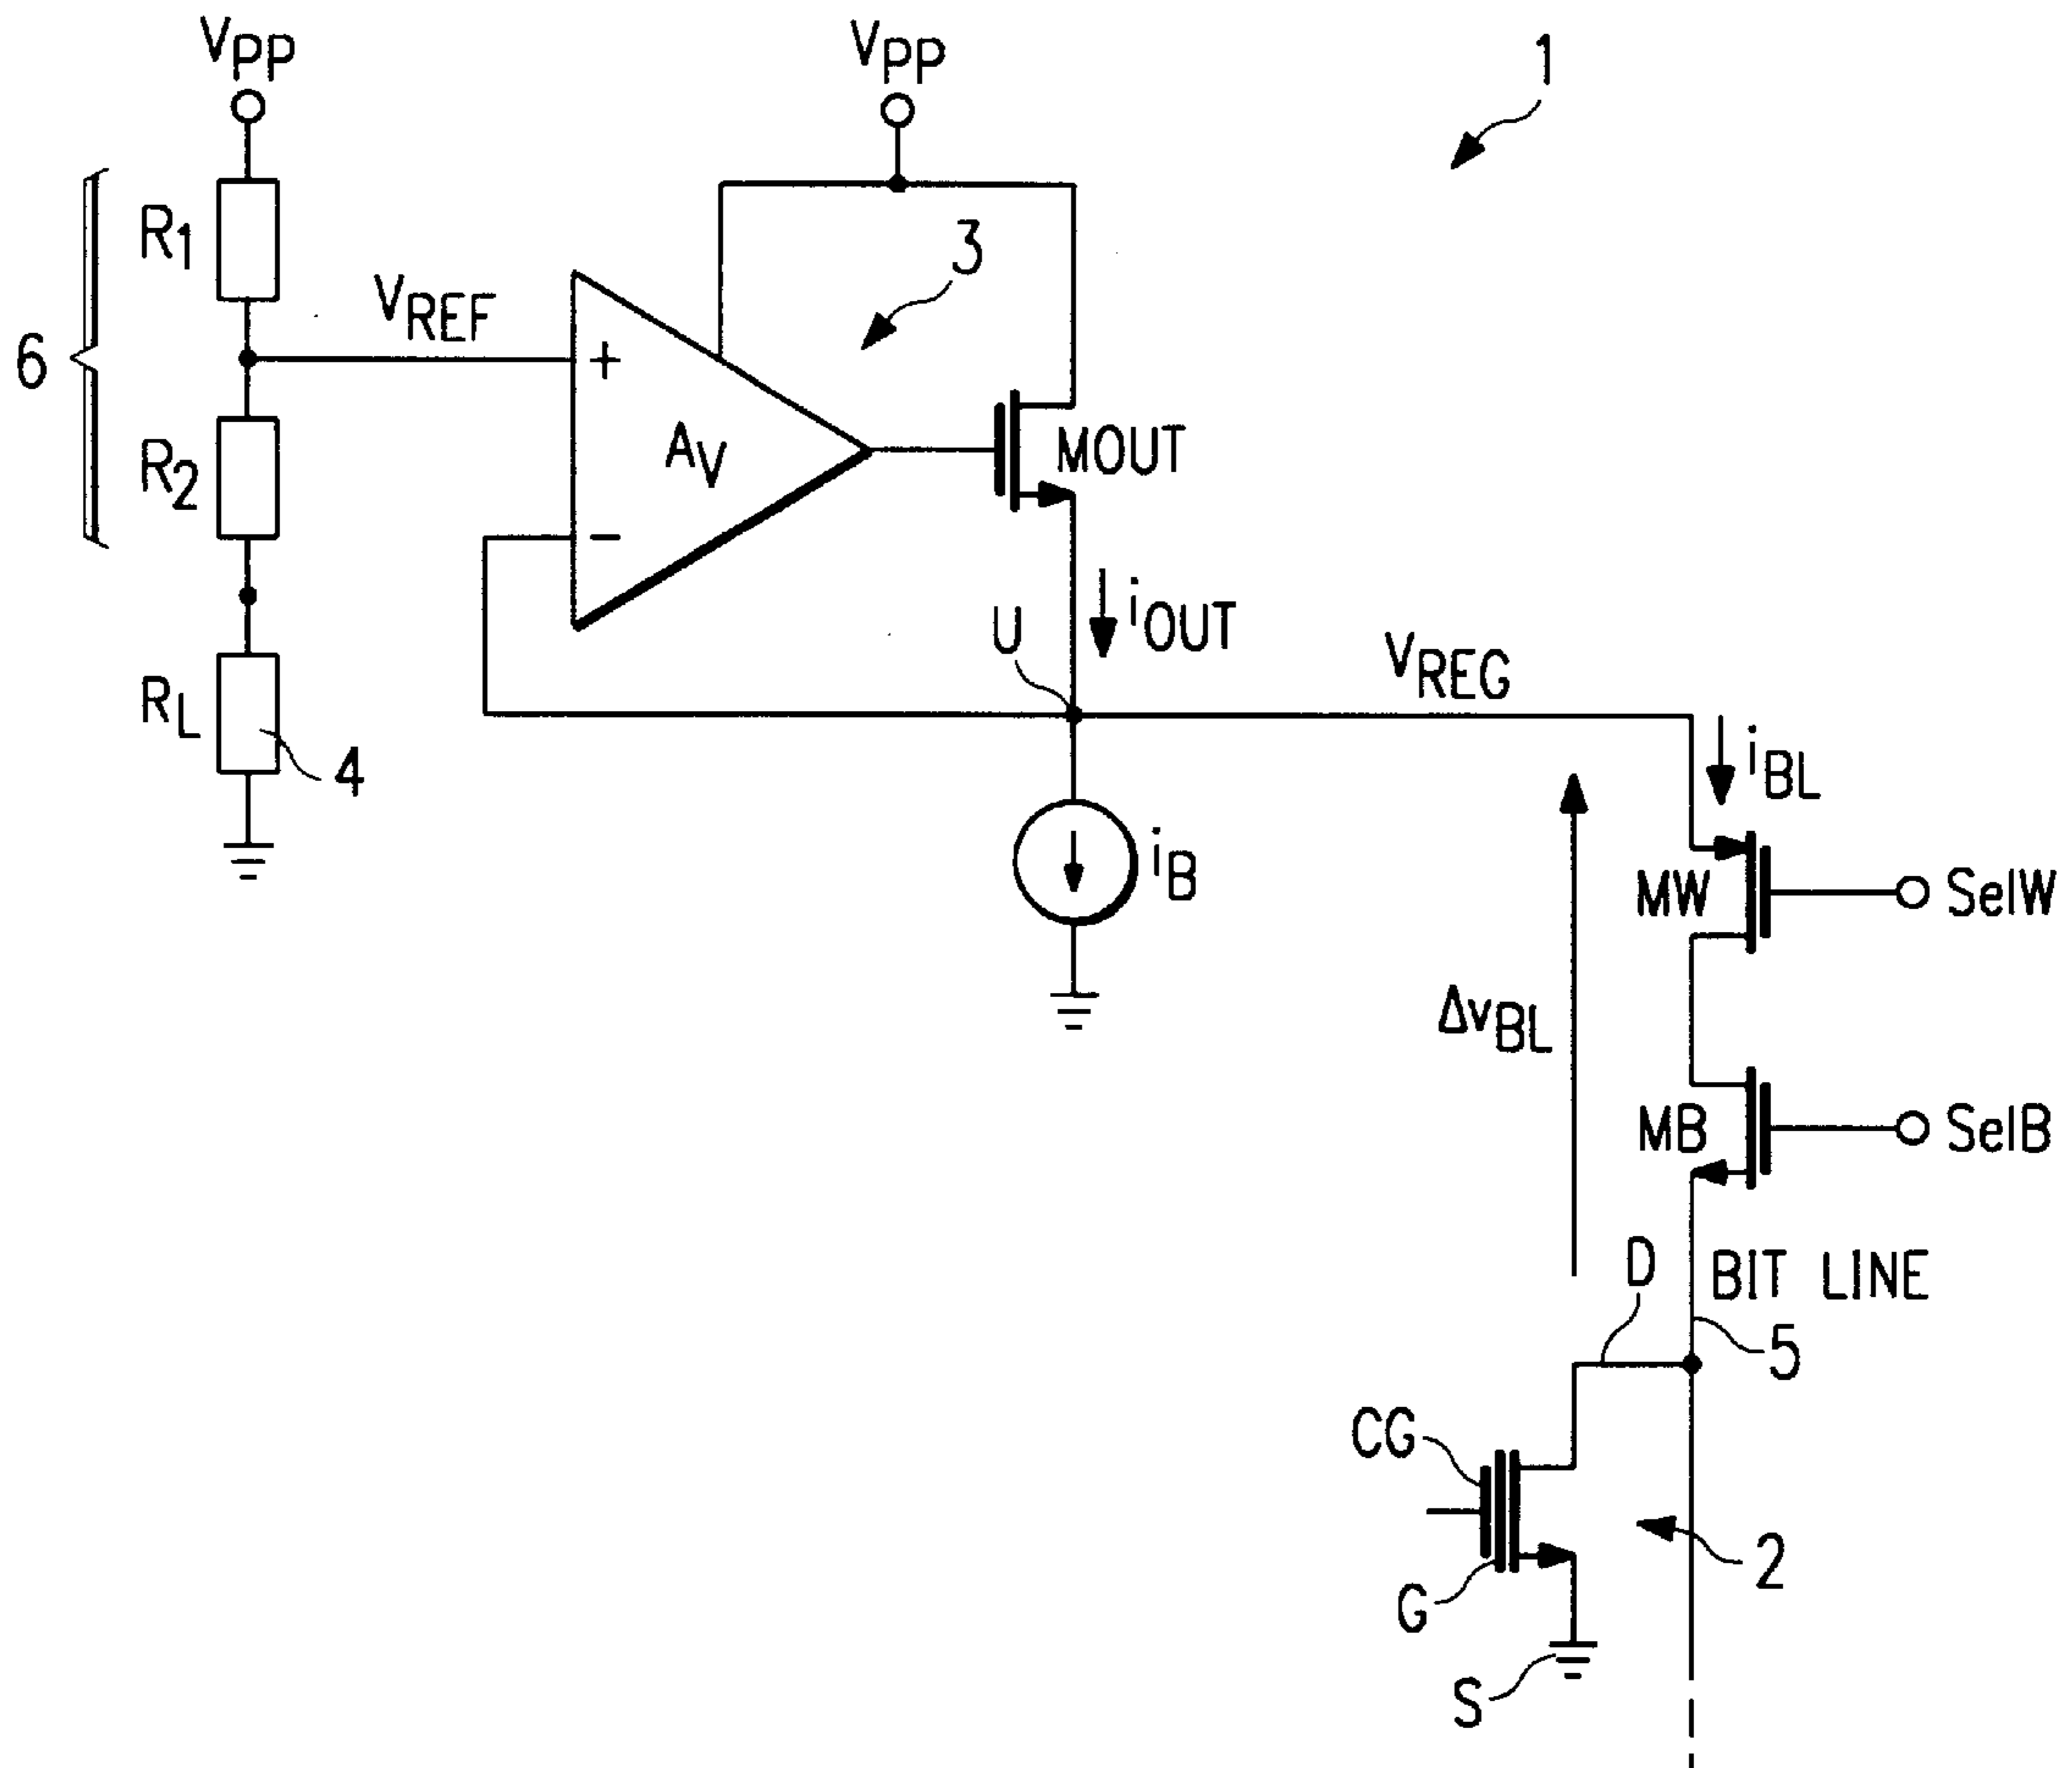 VPP
VPP
1
R1
3
VREF
+
6
AV
MOUT
R2
-
iOUT
U
VREG
RL
4
iBL
iB
MW
SelW
ΔvBL
MB
SelB
D
BIT LINE
5
CG
2
G
S